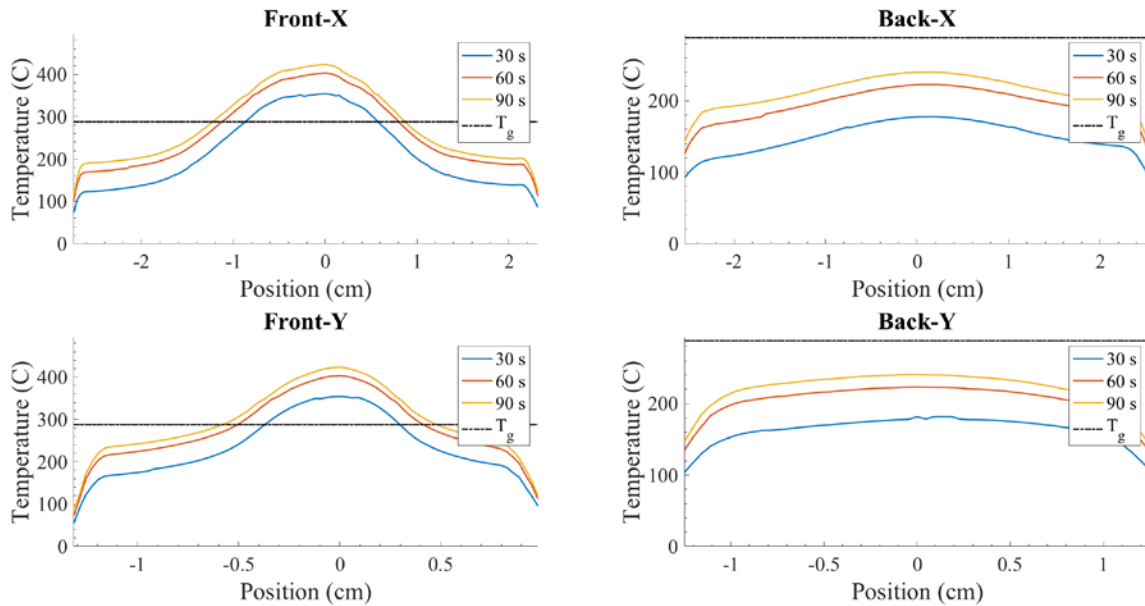 Front-X
Temperature (C)
400
300
200
100
0
-2
-1
0
1
2
Position (cm)
30 s
60 s
90 s
T_g
Back-X
Temperature (C)
200
100
0
-2
-1
0
1
2
Position (cm)
30 s
60 s
90 s
T_g
Front-Y
Temperature (C)
400
300
200
100
0
-1
-0.5
0
0.5
Position (cm)
30 s
60 s
90 s
T_g
Back-Y
Temperature (C)
200
100
0
-1
-0.5
0
0.5
1
Position (cm)
30 s
60 s
90 s
T_g